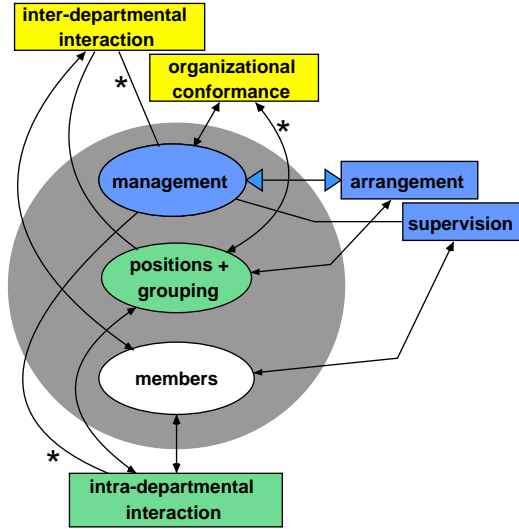 inter-departmental
interaction
*
organizational
conformance
*
management
arrangement
supervision
positions +
grouping
members
*
intra-departmental
interaction